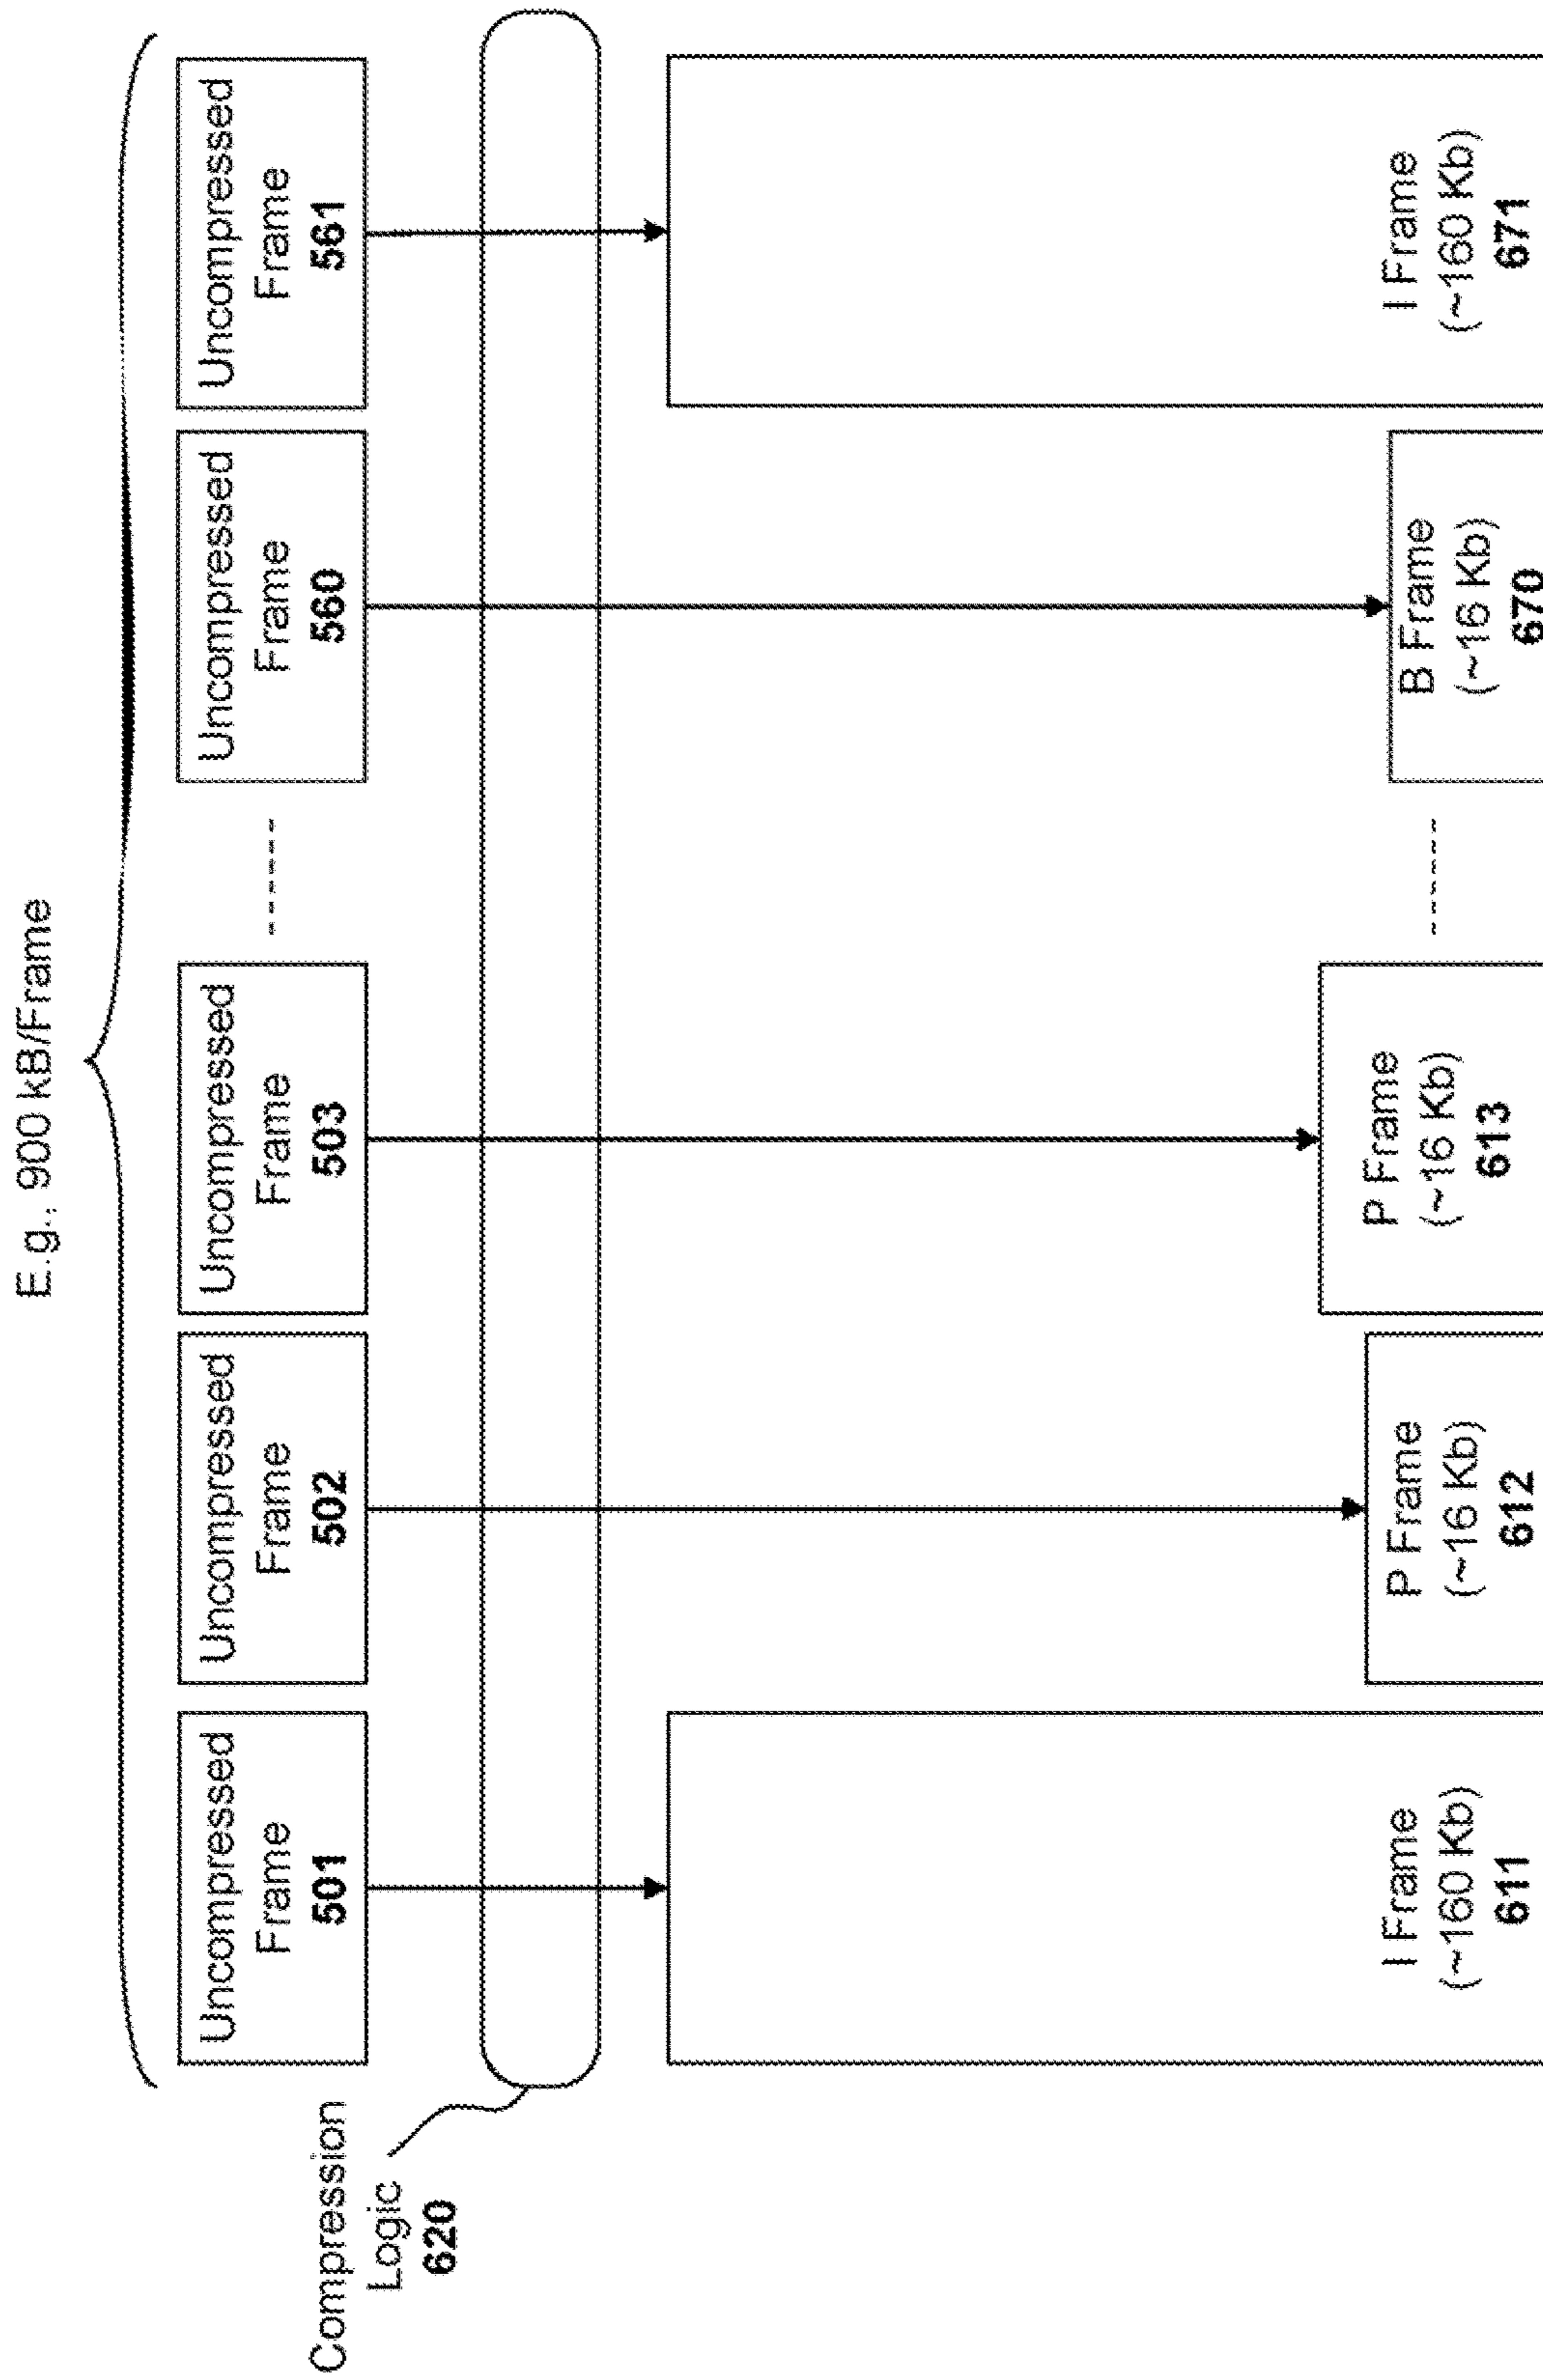 E.g., 900 kB/Frame
Uncompressed
Frame
501
Uncompressed
Frame
502
Uncompressed
Frame
503
Uncompressed
Frame
560
Uncompressed
Frame
561
Compression
Logic
620
I Frame
(~160 Kb)
611
P Frame
(~16 Kb)
612
P Frame
(~16 Kb)
613
B Frame
(~16 Kb)
670
I Frame
(~160 Kb)
671